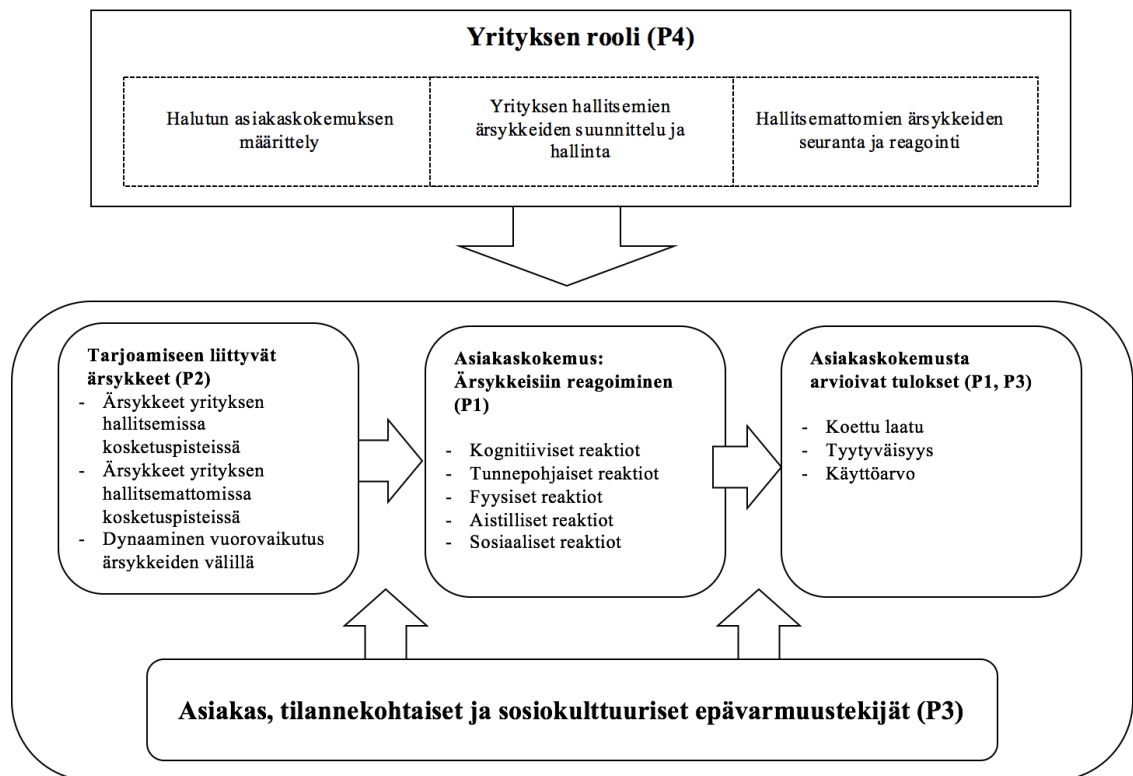 Yrityksen rooli (P4)
Halutun asiakaskokemuksen
määrittely
Yrityksen hallitsemien
ärsykkeiden suunnittelu ja
hallinta
Hallitsemattomien ärsykkeiden
seuranta ja reagointi
Tarjoamiseen liittyvät
ärsykkeet (P2)
- Ärsykkeet yrityksen
hallitsemissa
kosketuspisteissä
- Ärsykkeet yrityksen
hallitsemattomissa
kosketuspisteissä
- Dynaaminen vuorovaikutus
ärsykkeiden välillä
Asiakaskokemus:
Ärsykkeisiin reagoiminen
(P1)
- Kognitiiviset reaktiot
- Tunnepohjaiset reaktiot
- Fyysiset reaktiot
- Aistilliset reaktiot
- Sosiaaliset reaktiot
Asiakaskokemusta
arvioivat tulokset (P1, P3)
- Koettu laatu
- Tyytyväisyys
- Käyttöarvo
Asiakas, tilannekohtaiset ja sosiokulttuuriset epävarmuustekijät (P3)